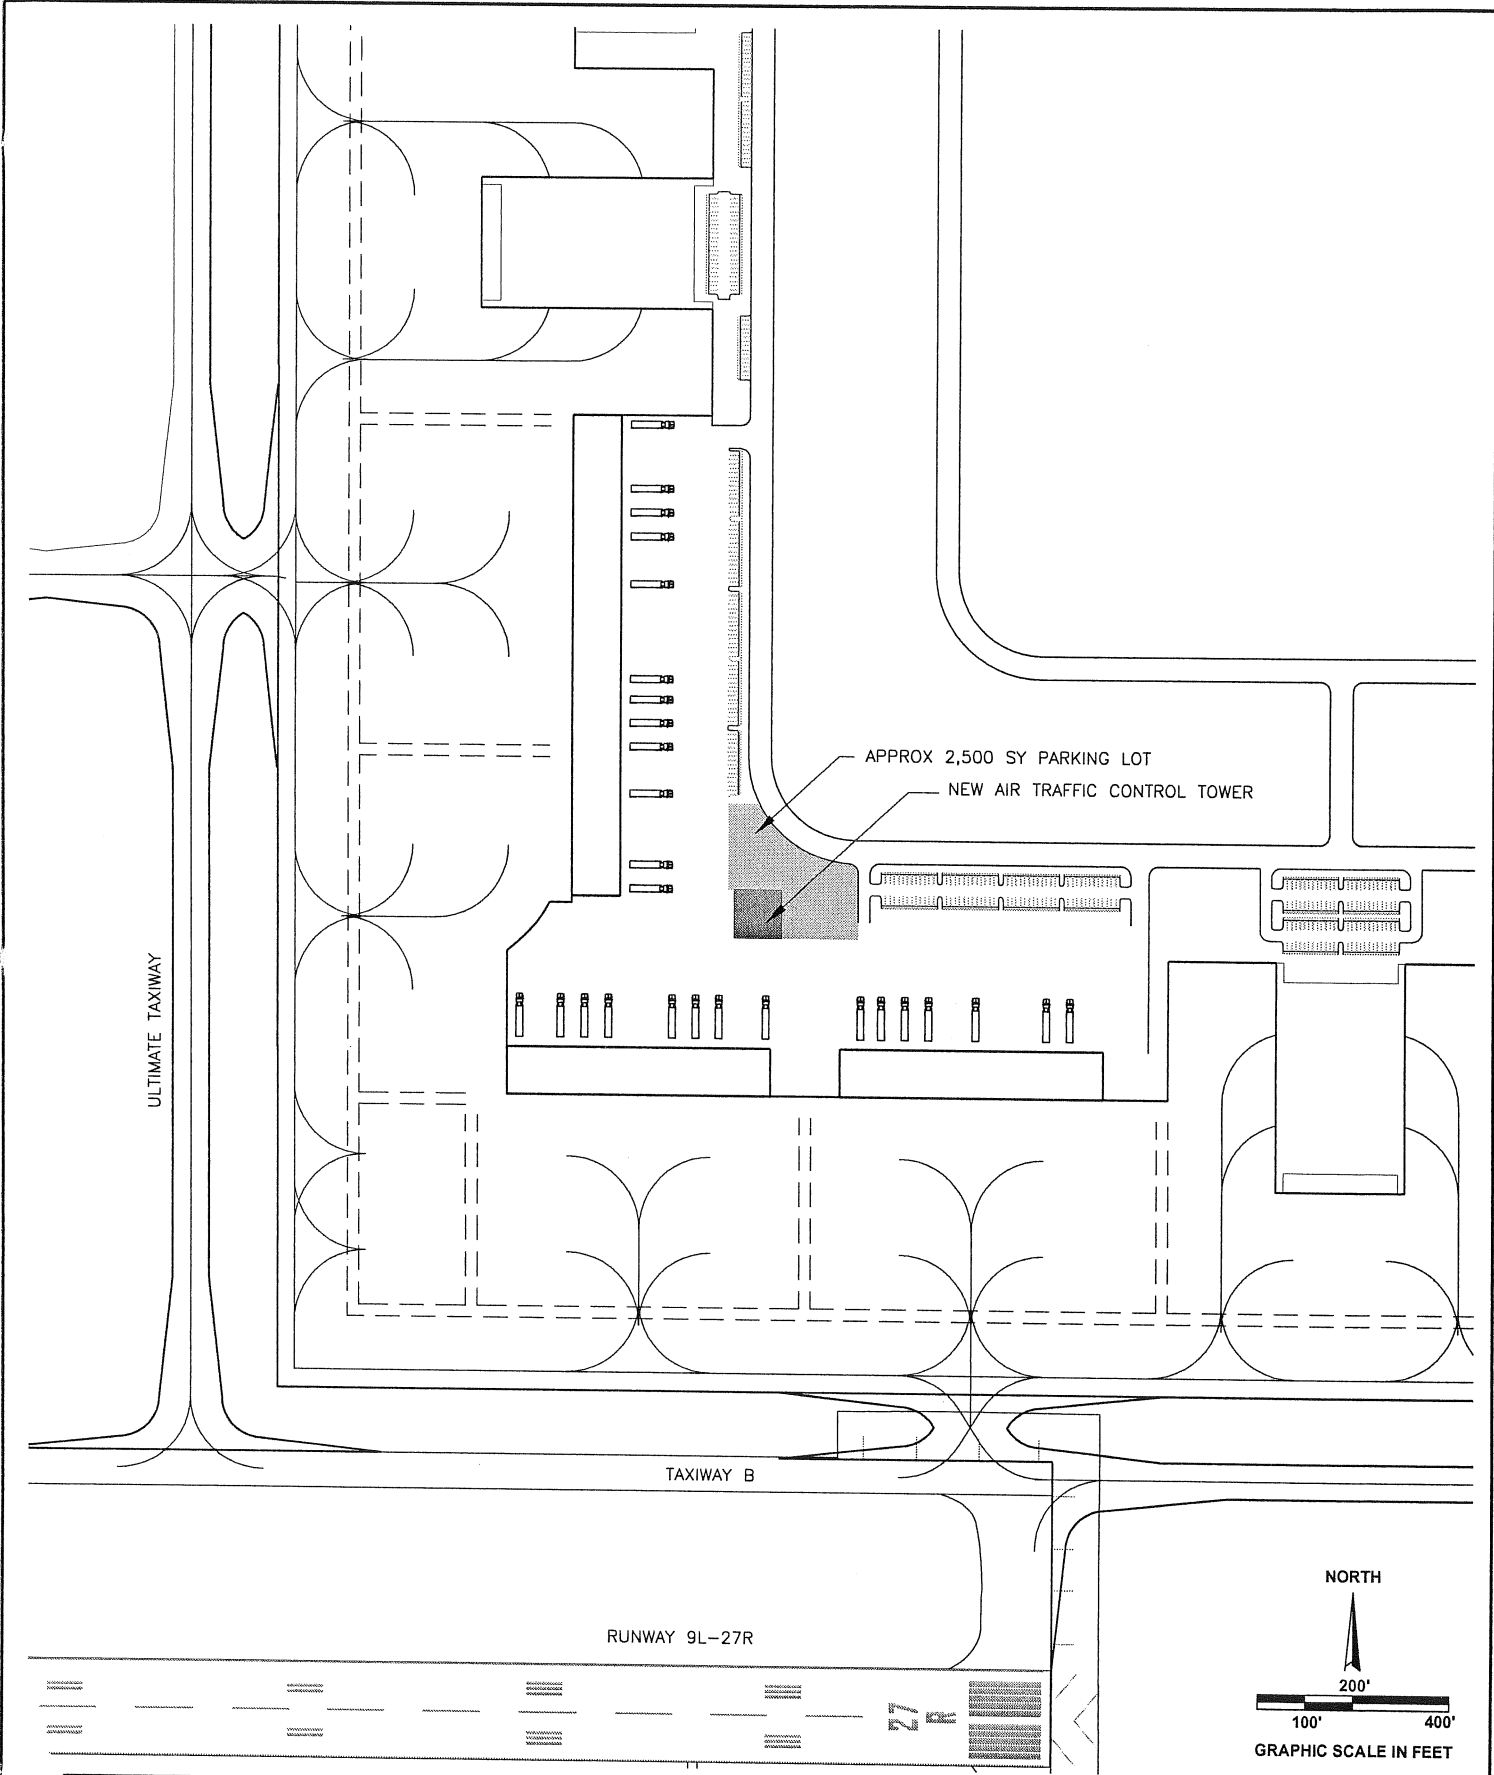 APPROX 2,500 SY PARKING LOT
NEW AIR TRAFFIC CONTROL TOWER
ULTIMATE TAXIWAY
TAXIWAY B
RUNWAY 9L-27R
27
R
NORTH
200'
100'
400'
GRAPHIC SCALE IN FEET